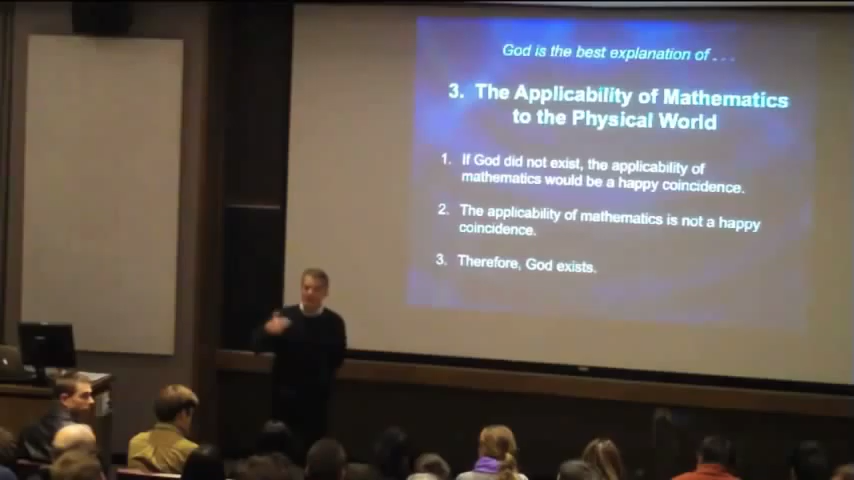 God is the best explanation of . . .
3. The Applicability of Mathematics
to the Physical World
1. If God did not exist, the applicability of
mathematics would be a happy coincidence.
2. The applicability of mathematics is not a happy
coincidence.
3. Therefore, God exists.